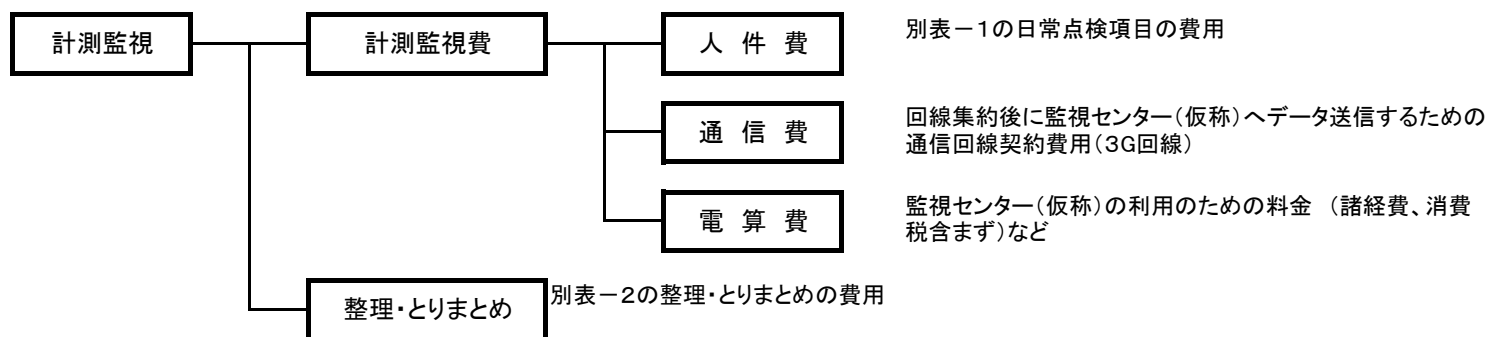 計測監視
計測監視費
人 件 費
別表－1の日常点検項目の費用
通 信 費
回線集約後に監視センター（仮称）へデータ送信するための
通信回線契約費用（3G回線）
電 算 費
監視センター（仮称）の利用のための料金 （諸経費、消費
税含まず）など
整理・とりまとめ
別表－2の整理・とりまとめの費用